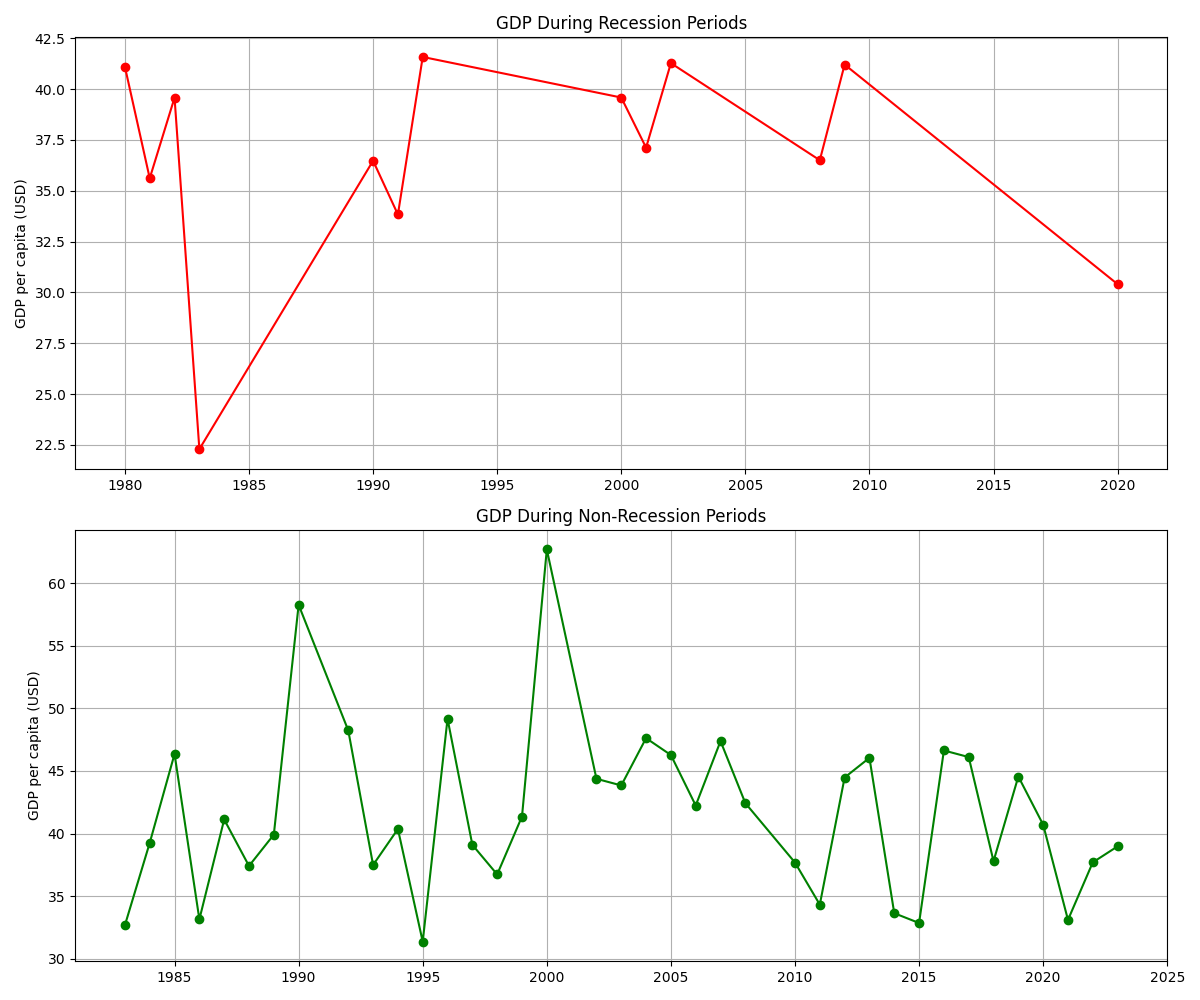 GDP During Recession Periods
GDP per capita (USD)
42.5
40.0
37.5
35.0
32.5
30.0
27.5
25.0
22.5
1980 1985 1990 1995 2000 2005 2010 2015 2020
GDP During Non-Recession Periods
GDP per capita (USD)
60
55
50
45
40
35
30
1985 1990 1995 2000 2005 2010 2015 2020 2025